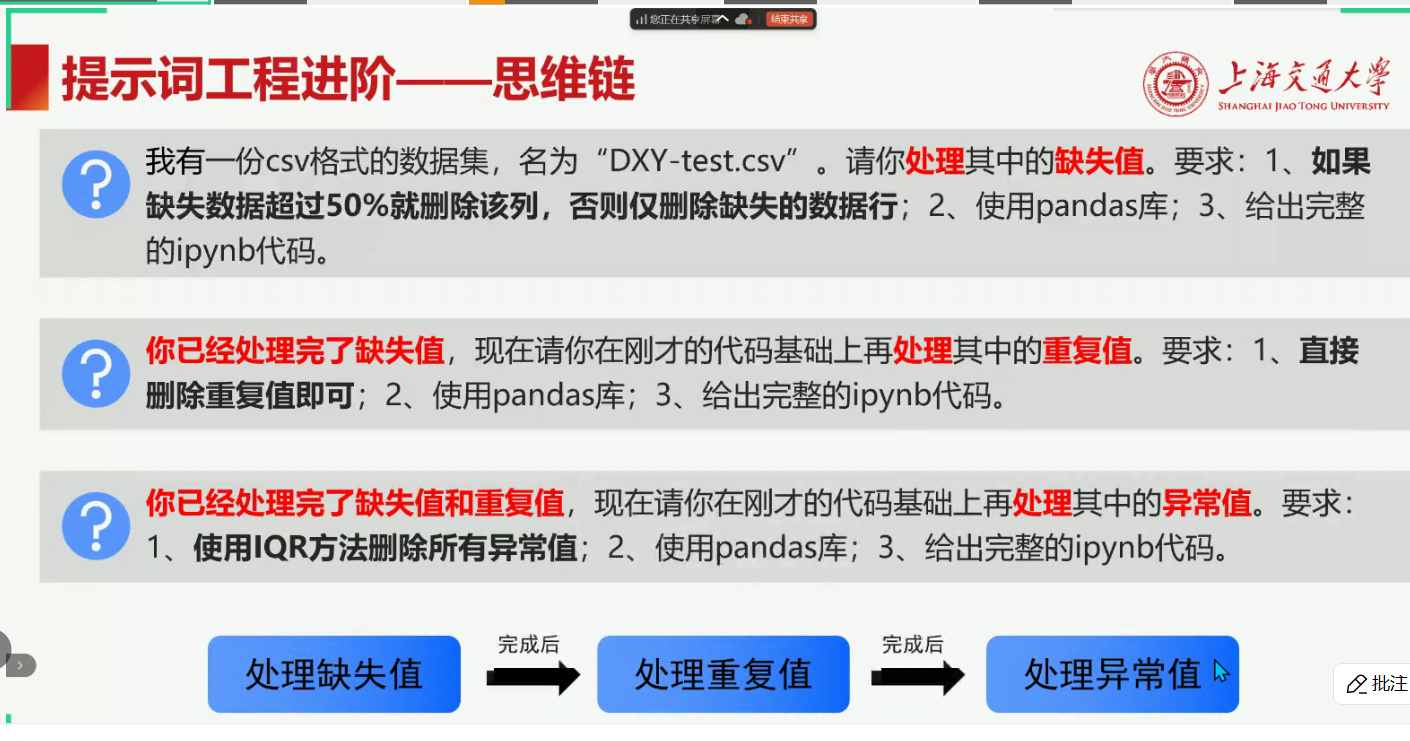 您正在共享屏幕
结束共享
提示词工程进阶——思维链
上海交通大学
SHANGHAI JIAO TONG UNIVERSITY
我有一份csv格式的数据集，名为“DXY-test.csv”。请你处理其中的缺失值。要求：1、如果
缺失数据超过50%就删除该列，否则仅删除缺失的数据行；2、使用pandas库；3、给出完整
的ipynb代码。
你已经处理完了缺失值，现在请你在刚才的代码基础上再处理其中的重复值。要求：1、直接
删除重复值即可；2、使用pandas库；3、给出完整的ipynb代码。
你已经处理完了缺失值和重复值，现在请你在刚才的代码基础上再处理其中的异常值。要求：
1、使用IQR方法删除所有异常值；2、使用pandas库；3、给出完整的ipynb代码。
处理缺失值
完成后
处理重复值
完成后
处理异常值
批注